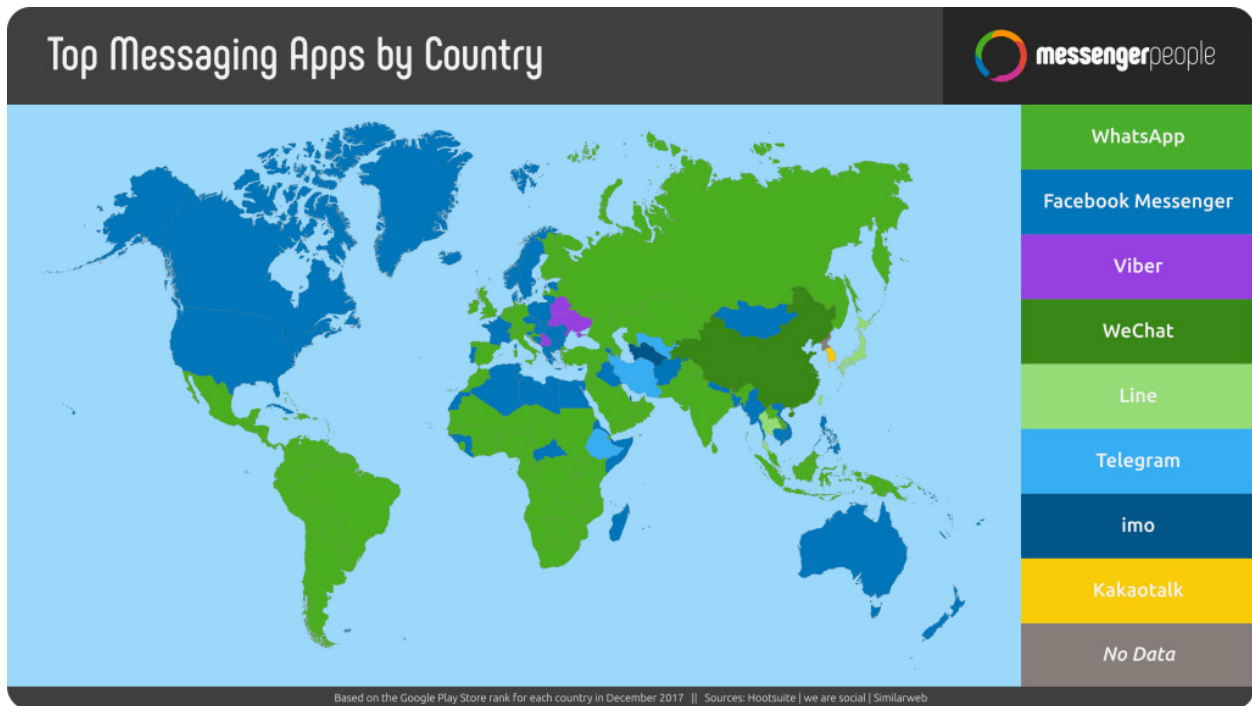 Top Messaging Apps by Country
messengerpeople
WhatsApp
Facebook Messenger
Viber
WeChat
Line
Telegram
imo
Kakaotalk
No Data
Based on the Google Play Store rank for each country in December 2017 || Sources: Hootsuite | we are social | Similarweb